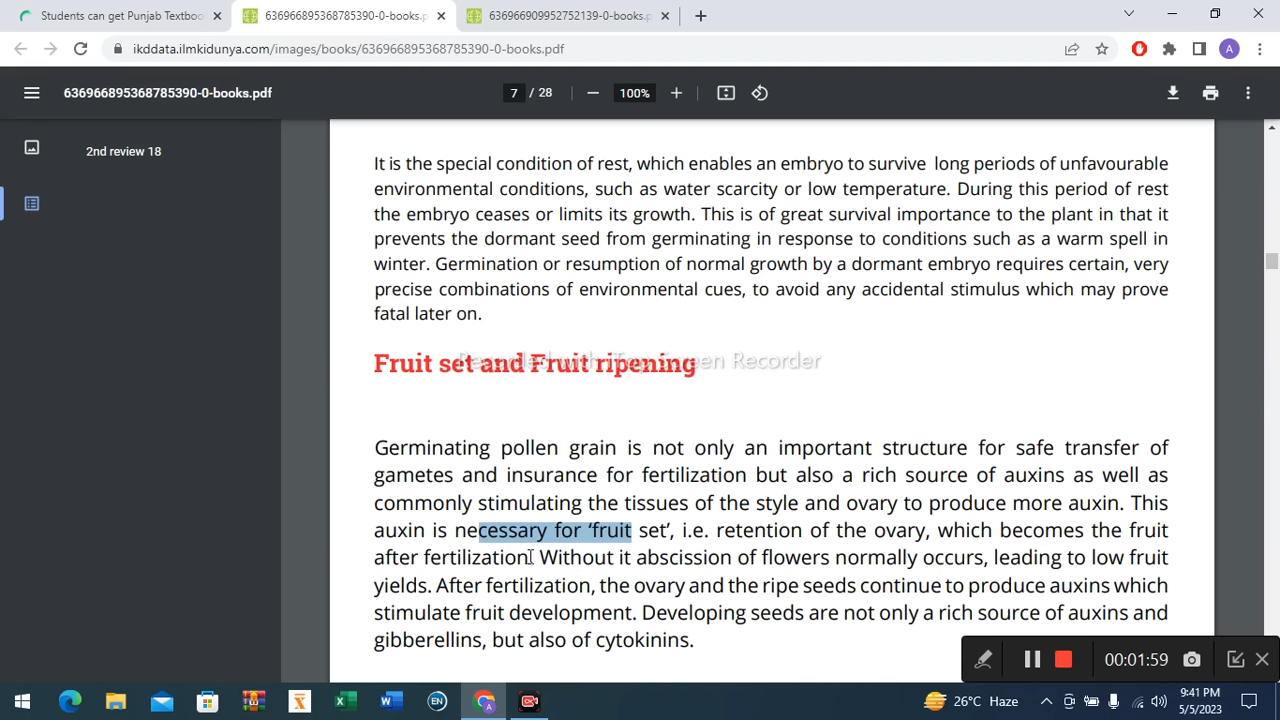 Students can get Punjab Textboo
636966895368785390-0-books.pdf
636966909952752139-0-books.pdf
ikddata.ilmkidunya.com/images/books/636966895368785390-0-books.pdf
A
636966895368785390-0-books.pdf
7 / 28
100%
2nd review 18
It is the special condition of rest, which enables an embryo to survive long periods of unfavourable
environmental conditions, such as water scarcity or low temperature. During this period of rest
the embryo ceases or limits its growth. This is of great survival importance to the plant in that it
prevents the dormant seed from germinating in response to conditions such as a warm spell in
winter. Germination or resumption of normal growth by a dormant embryo requires certain, very
precise combinations of environmental cues, to avoid any accidental stimulus which may prove
fatal later on.
Fruit set and Fruit ripening
Recorded with iTop Screen Recorder
Germinating pollen grain is not only an important structure for safe transfer of
gametes and insurance for fertilization but also a rich source of auxins as well as
commonly stimulating the tissues of the style and ovary to produce more auxin. This
auxin is necessary for ‘fruit set’, i.e. retention of the ovary, which becomes the fruit
after fertilization. Without it abscission of flowers normally occurs, leading to low fruit
yields. After fertilization, the ovary and the ripe seeds continue to produce auxins which
stimulate fruit development. Developing seeds are not only a rich source of auxins and
gibberellins, but also of cytokinins.
00:01:59
EN
26°C Haze
9:41 PM
5/5/2023